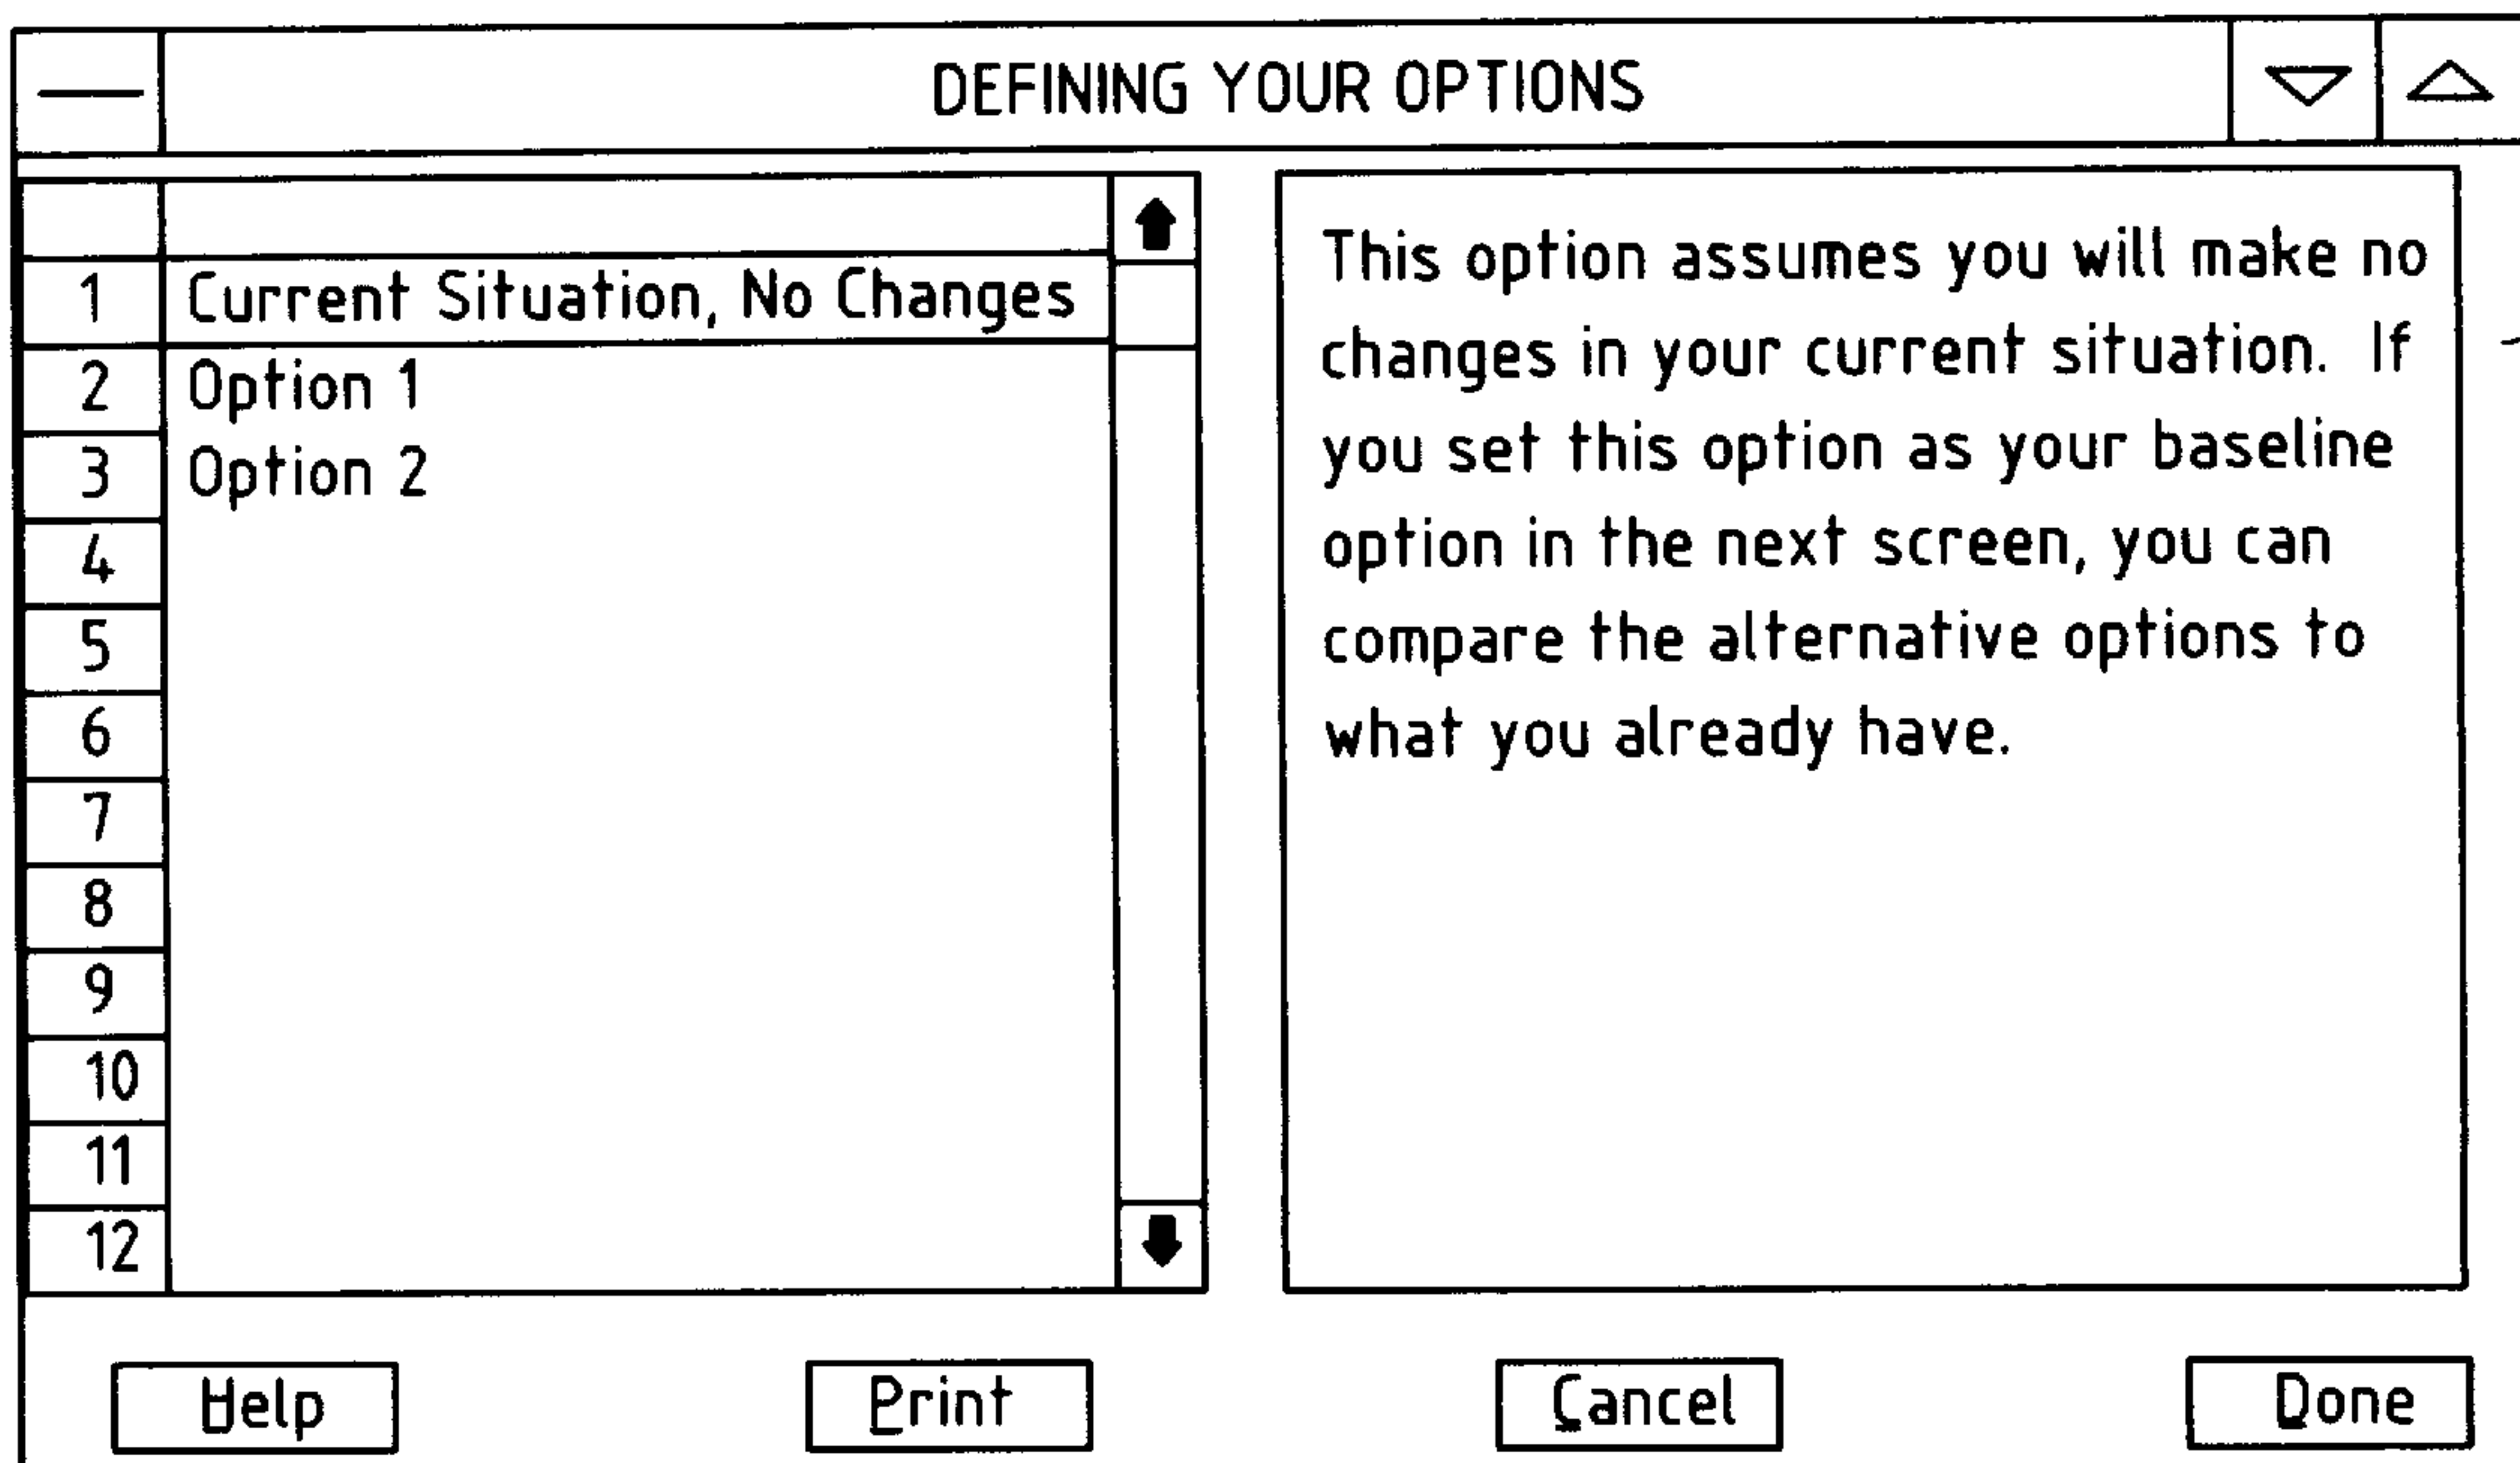 DEFINING YOUR OPTIONS
1 Current Situation, No Changes
2 Option 1
3 Option 2
4
5
6
7
8
9
10
11
12
This option assumes you will make no
changes in your current situation. If
you set this option as your baseline
option in the next screen, you can
compare the alternative options to
what you already have.
Help Print Cancel Done